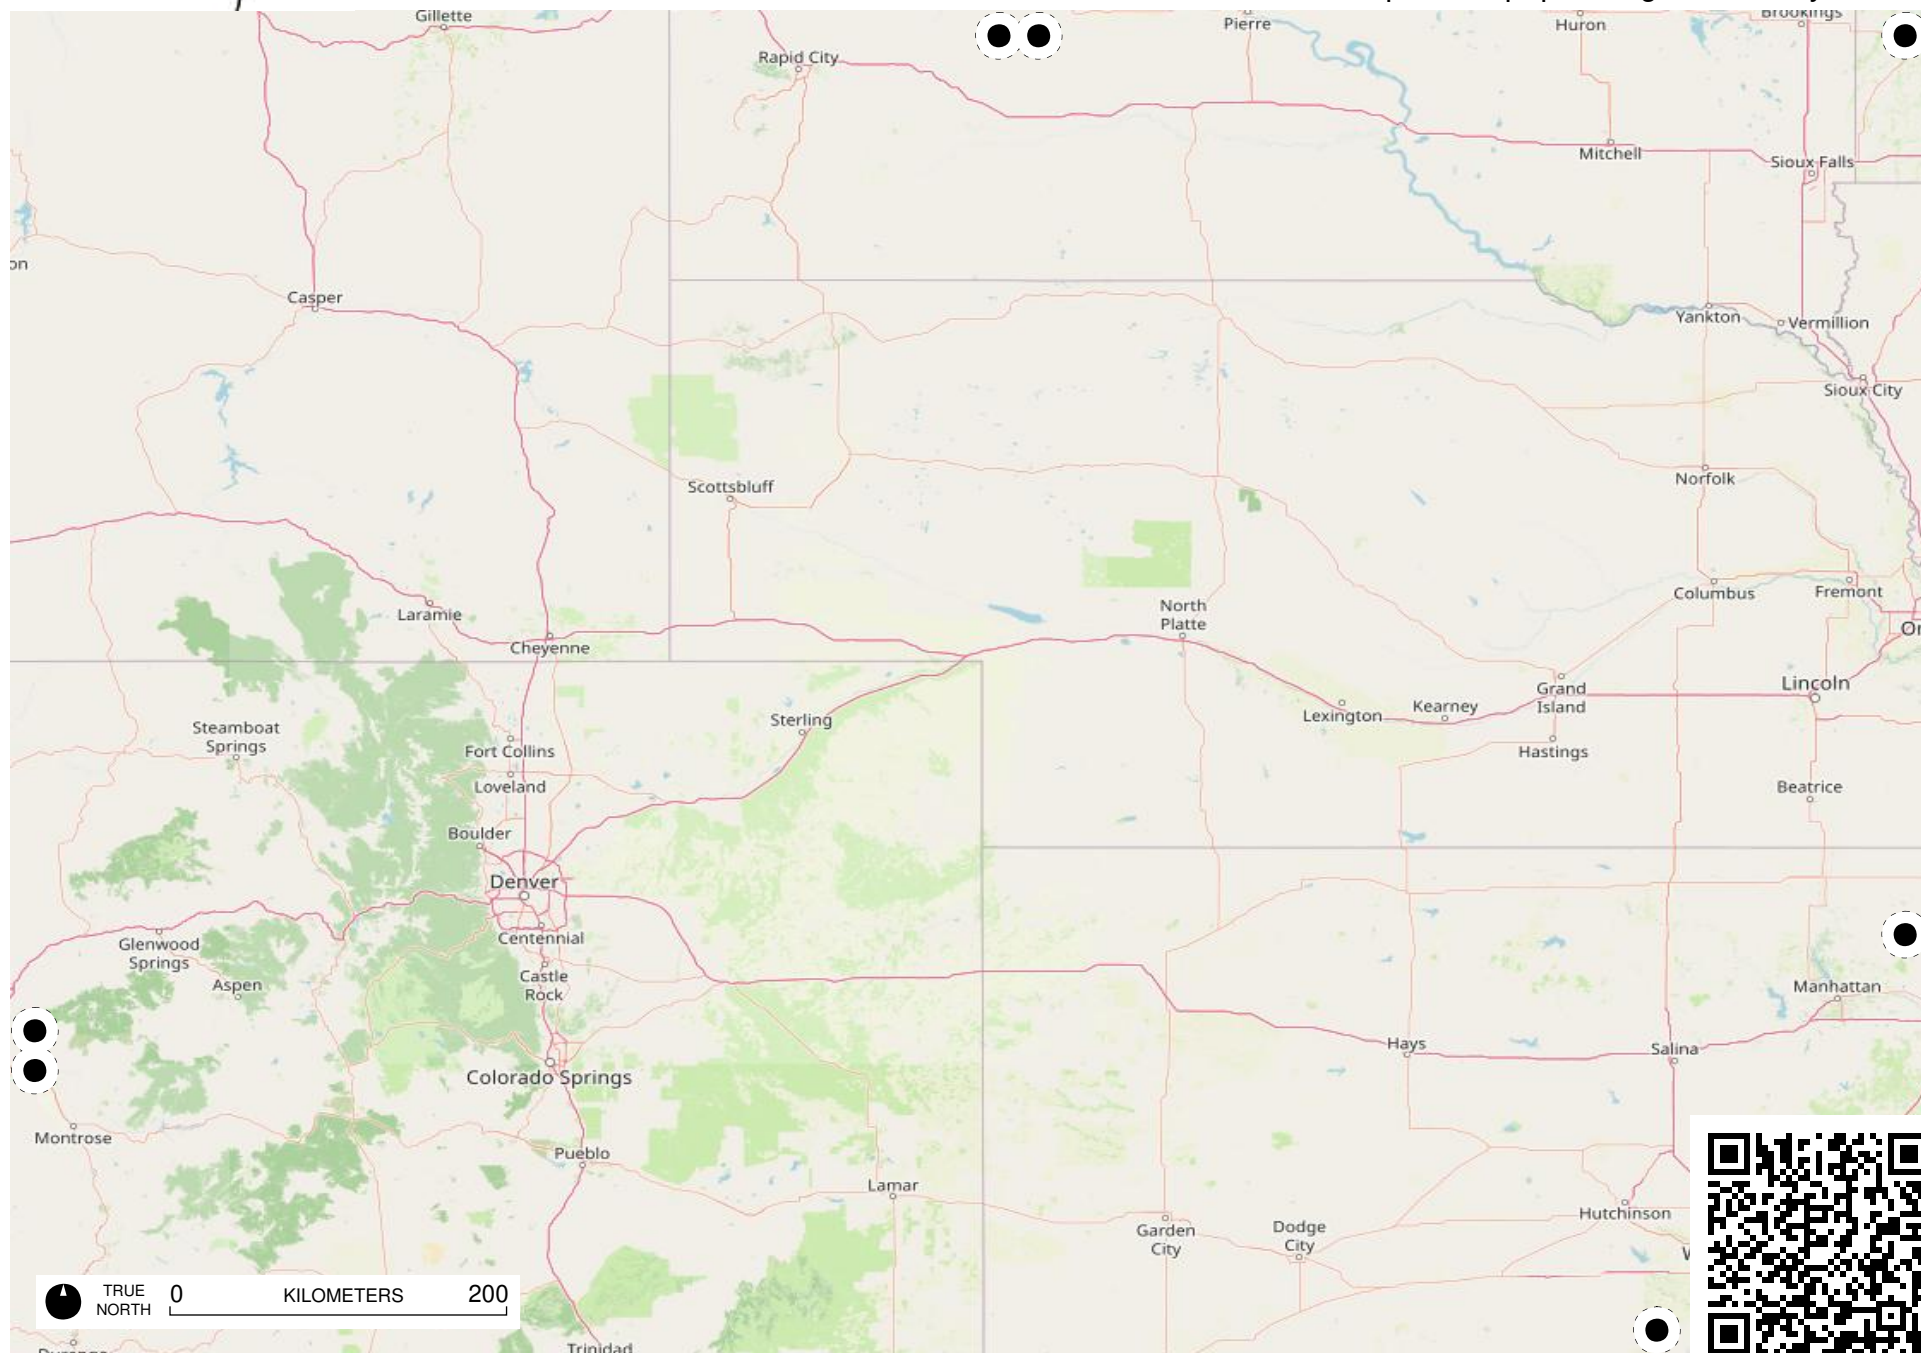 Gillette
Pierre
Huron
Brookings
Rapid City
Mitchell
Sioux Falls
on
Casper
Yankton
Vermillion
Sioux City
Scottsbluff
Norfolk
Laramie
Cheyenne
North
Platte
Columbus
Fremont
Lincoln
Steamboat
Springs
Sterling
Fort Collins
Loveland
Lexington
Kearney
Grand
Island
Hastings
Beatrice
Boulder
Denver
Centennial
Glenwood
Springs
Aspen
Castle
Rock
Manhattan
Hays
Salina
Colorado Springs
Montrose
Pueblo
Lamar
Garden
City
Dodge
City
Hutchinson
TRUE
NORTH
0 KILOMETERS 200
Trinidad